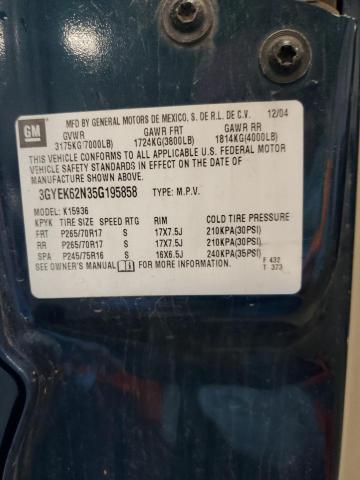 GM
MFD BY GENERAL MOTORS DE MEXICO, S. DE R.L. DE C.V. 12/04
GVWR GAWR FRT GAWR RR
3175KG(7000LB) 1724KG(3800LB) 1814KG(4000LB)
THIS VEHICLE CONFORMS TO ALL APPLICABLE U.S. FEDERAL MOTOR
VEHICLE SAFETY STANDARDS IN EFFECT ON THE DATE OF
MANUFACTURE SHOWN ABOVE.
3GYEK62N35G195858 TYPE: M.P.V.
MODEL: K15936
KPYK TIRE SIZE SPEED RTG RIM COLD TIRE PRESSURE
FRT P265/70R17 S 17X7.5J 210KPA(30PSI)
RR P265/70R17 S 17X7.5J 210KPA(30PSI)
SPA P245/75R16 S 16X6.5J 240KPA(35PSI)
SEE OWNER'S MANUAL FOR MORE INFORMATION. F 432
T 373